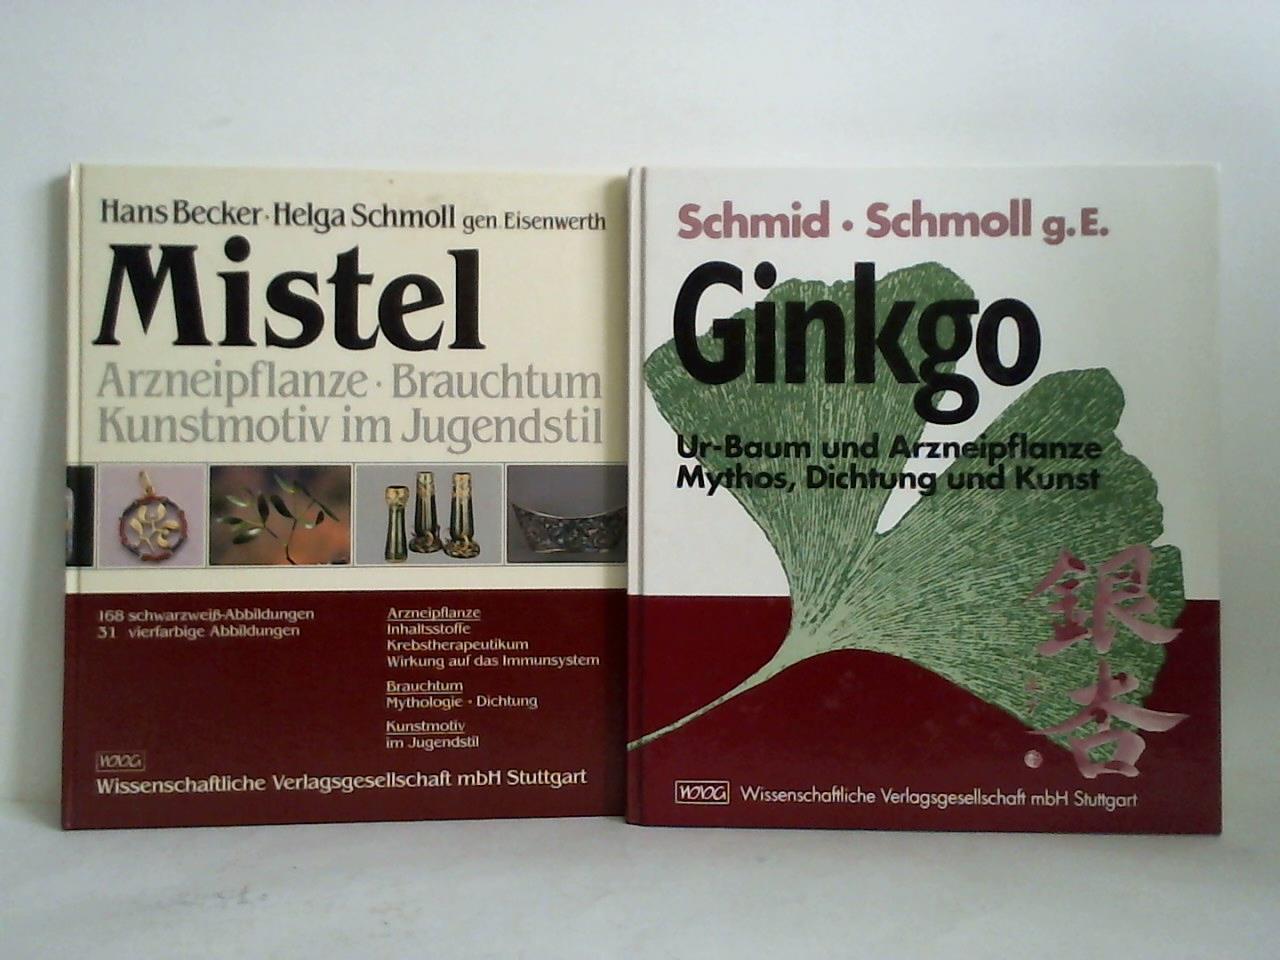 Hans Becker · Helga Schmoll gen. Eisenwerth
Mistel
Arzneipflanze · Brauchtum
Kunstmotiv im Jugendstil
168 schwarzweiß-Abbildungen
31 vierfarbige Abbildungen
Arzneipflanze
Inhaltsstoffe
Krebstherapeutikum
Wirkung auf das Immunsystem
Brauchtum
Mythologie · Dichtung
Kunstmotiv
im Jugendstil
Wissenschaftliche Verlagsgesellschaft mbH Stuttgart
Schmid · Schmoll g.E.
Ginkgo
Ur-Baum und Arzneipflanze
Mythos, Dichtung und Kunst
銀杏
Wissenschaftliche Verlagsgesellschaft mbH Stuttgart